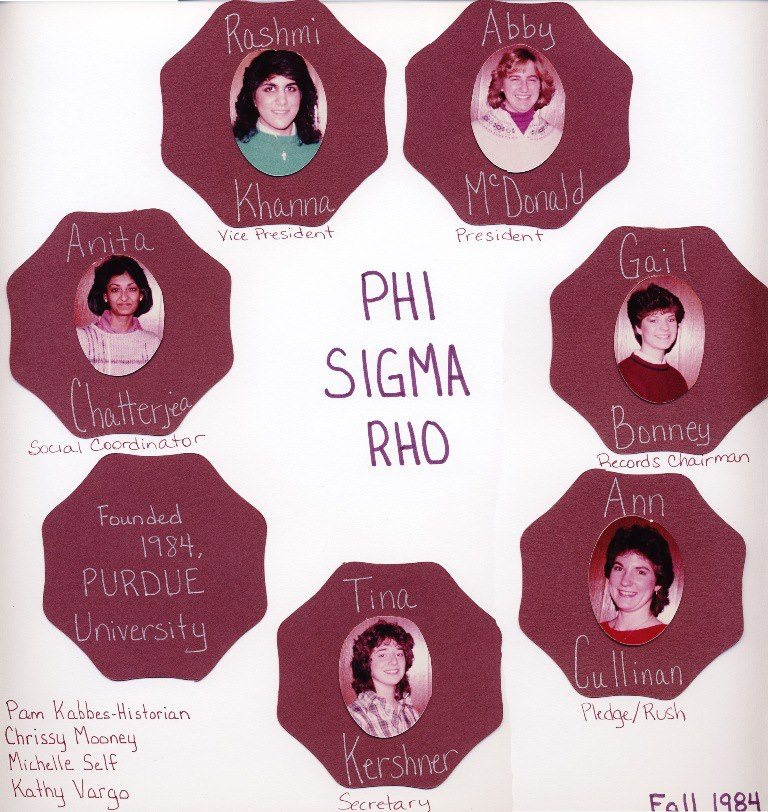 Rashmi
Khanna
Vice President
Abby
McDonald
President
Anita
Chatterjea
Social Coordinator
PHI
SIGMA
RHO
Gail
Bonney
Records Chairman
Founded
1984,
PURDUE
University
Tina
Kershner
Secretary
Ann
Cullinan
Pledge/Rush
Pam Kabbes-Historian
Chrissy Mooney
Michelle Self
Kathy Vargo
Fall 1984